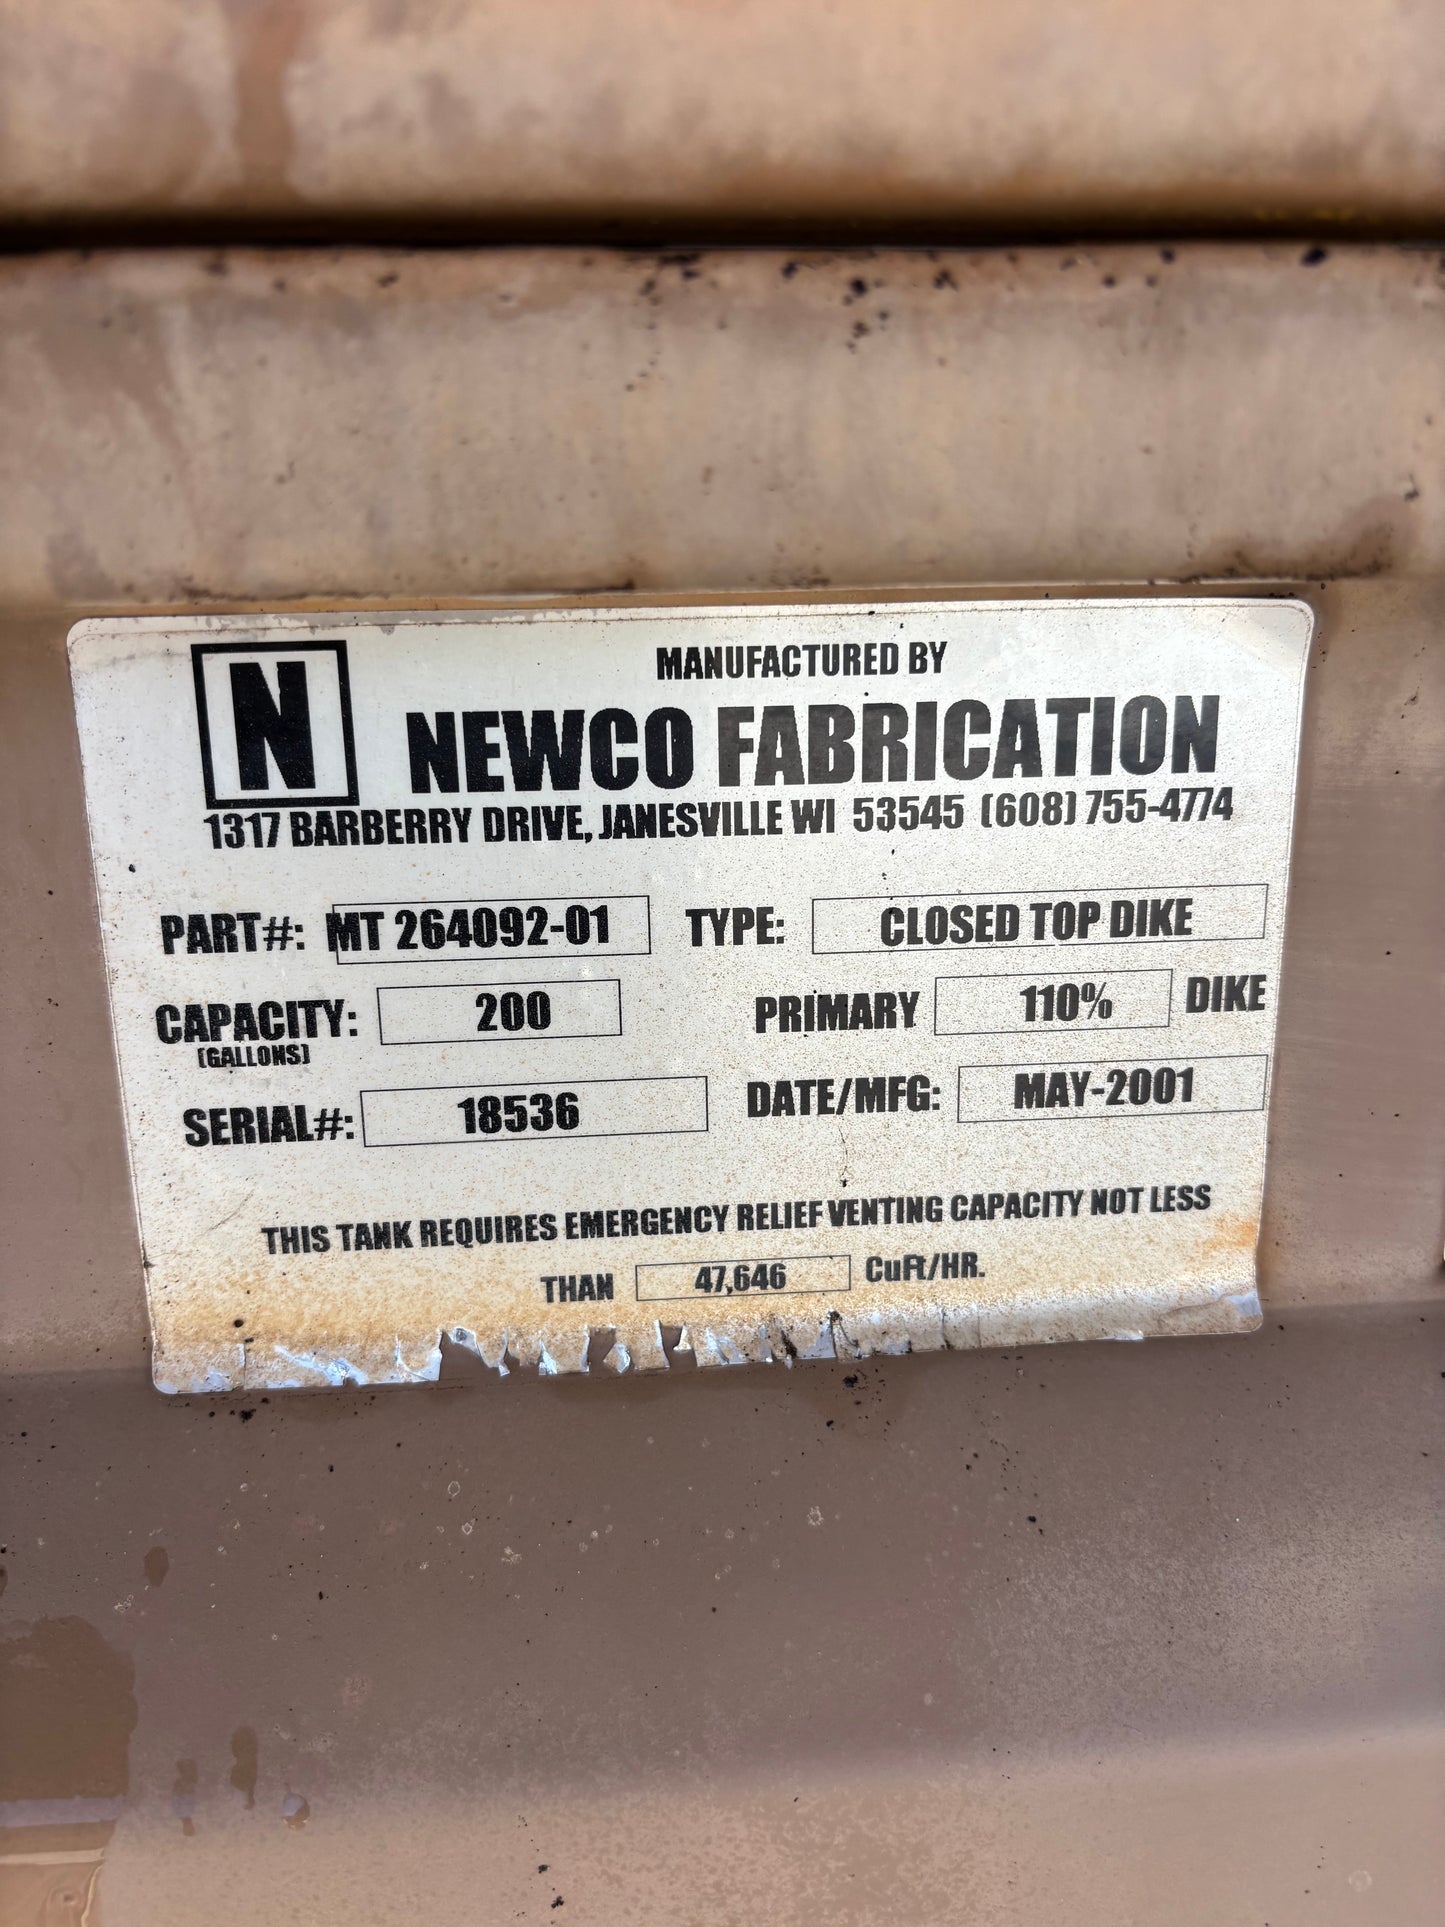 N
MANUFACTURED BY
NEWCO FABRICATION
1317 BARBERRY DRIVE, JANESVILLE WI 53545 (608) 755-4774
PART#: MT 264092-01 TYPE: CLOSED TOP DIKE
CAPACITY: 200 PRIMARY 110% DIKE
(GALLONS)
SERIAL#: 18536 DATE/MFG: MAY-2001
THIS TANK REQUIRES EMERGENCY RELIEF VENTING CAPACITY NOT LESS
THAN 47,646 CuFt/HR.